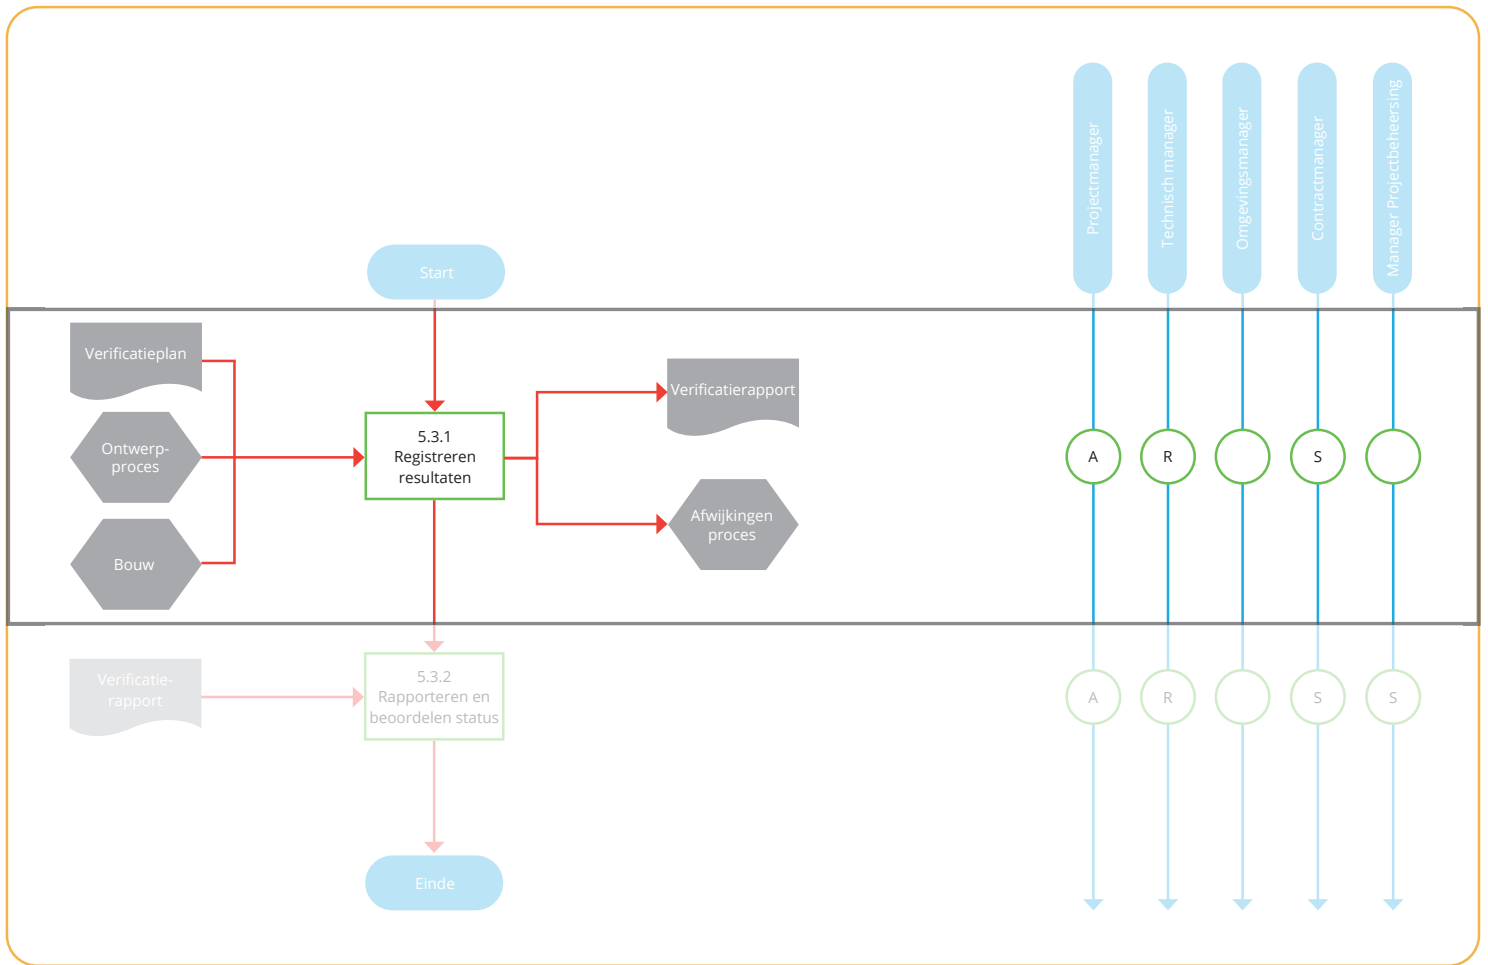 Projectmanager
Technisch manager
Omgevingsmanager
Contractmanager
Manager Projectbeheersing
Start
Verificatieplan
Ontwerp-
proces
Bouw
5.3.1
Registreren
resultaten
Verificatierapport
Afwijkingen
proces
A
R
S
Verificatie-
rapport
5.3.2
Rapporteren en
beoordelen status
A
R
S
S
Einde